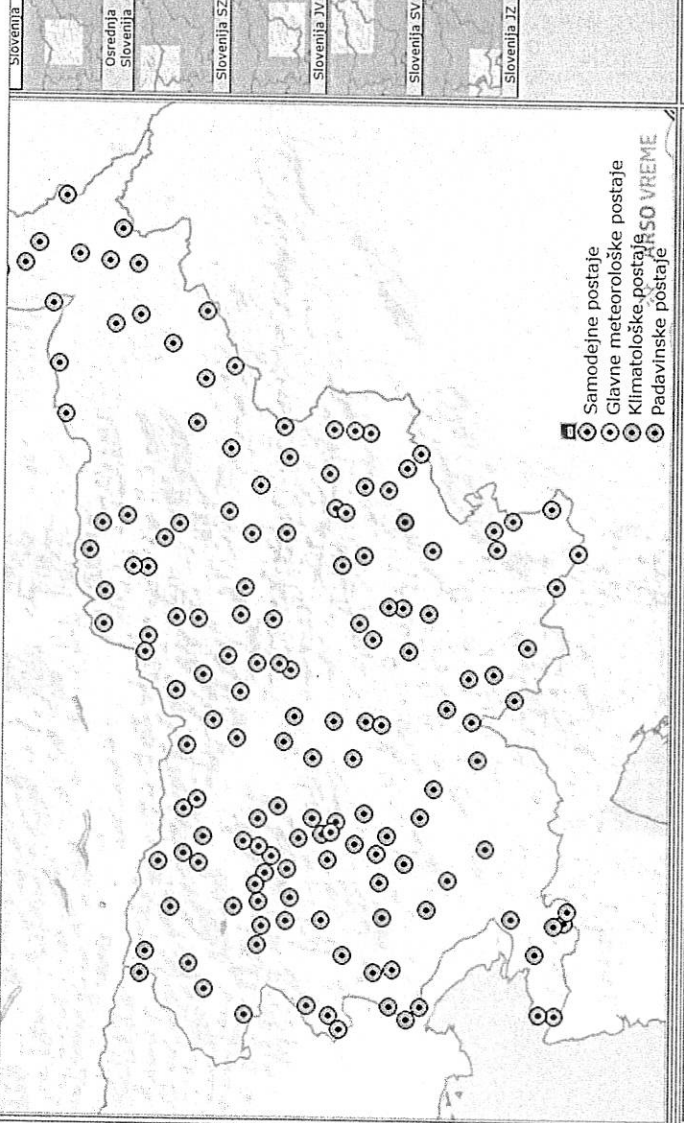 Slovenija
Osrednja
Slovenija
Slovenija SZ
Slovenija JV
Slovenija SV
Slovenija JZ
Samodejne postaje
Glavne meteorološke postaje
Klimatološke postaje
Padavinske postaje
ARSO VREME